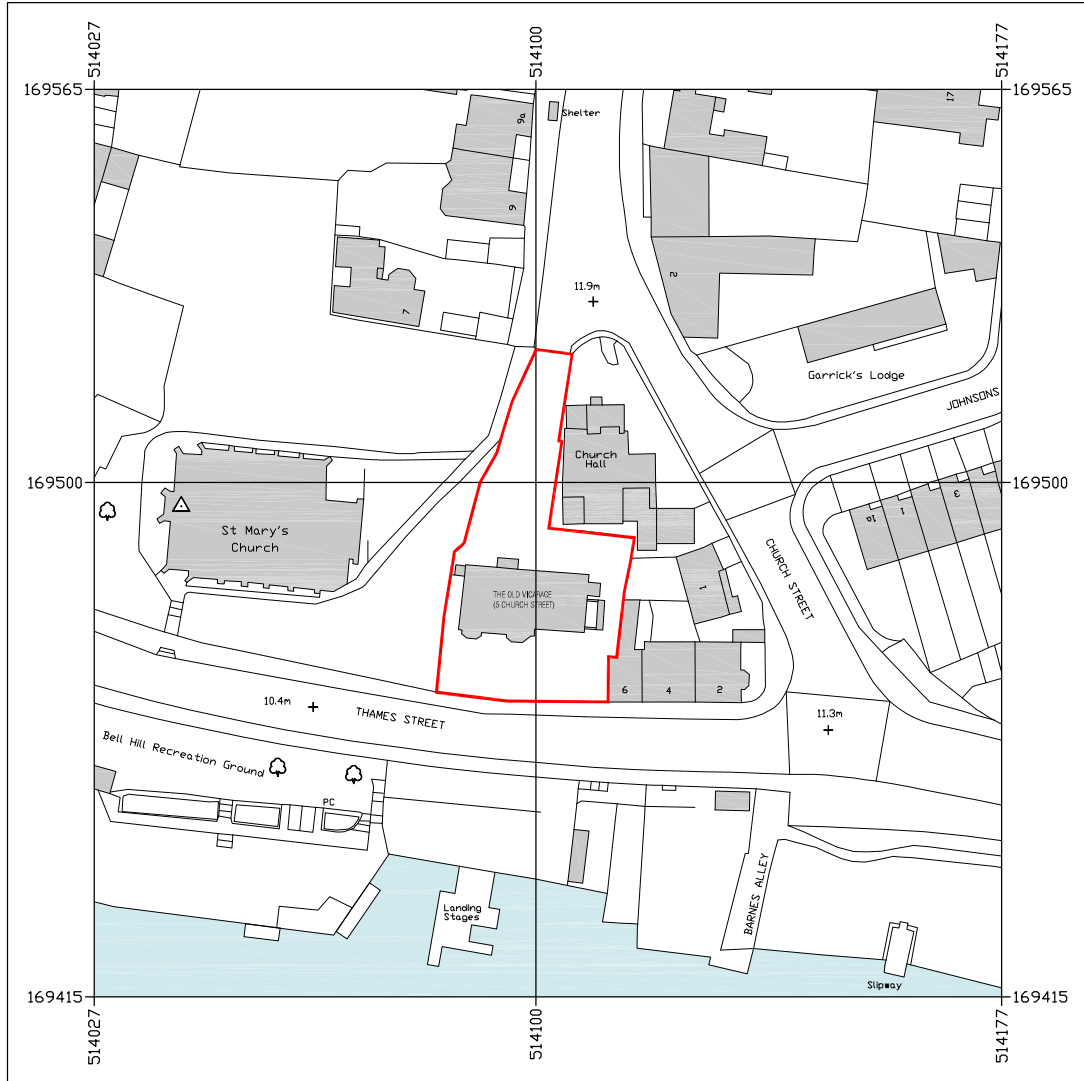 514027
514100
514177
169565
169565
9a
Shelter
17
9
2
11.9m
7
Garrick's Lodge
JOHNSONS
Church
Hall
169500
169500
St Mary's
Church
3
1
1a
CHURCH STREET
THE OLD VICARAGE
(5 CHURCH STREET)
1
6
4
2
10.4m
THAMES STREET
11.3m
Bell Hill Recreation Ground
PC
BARNES ALLEY
Landing
Stages
Slipway
169415
169415
514027
514100
514177